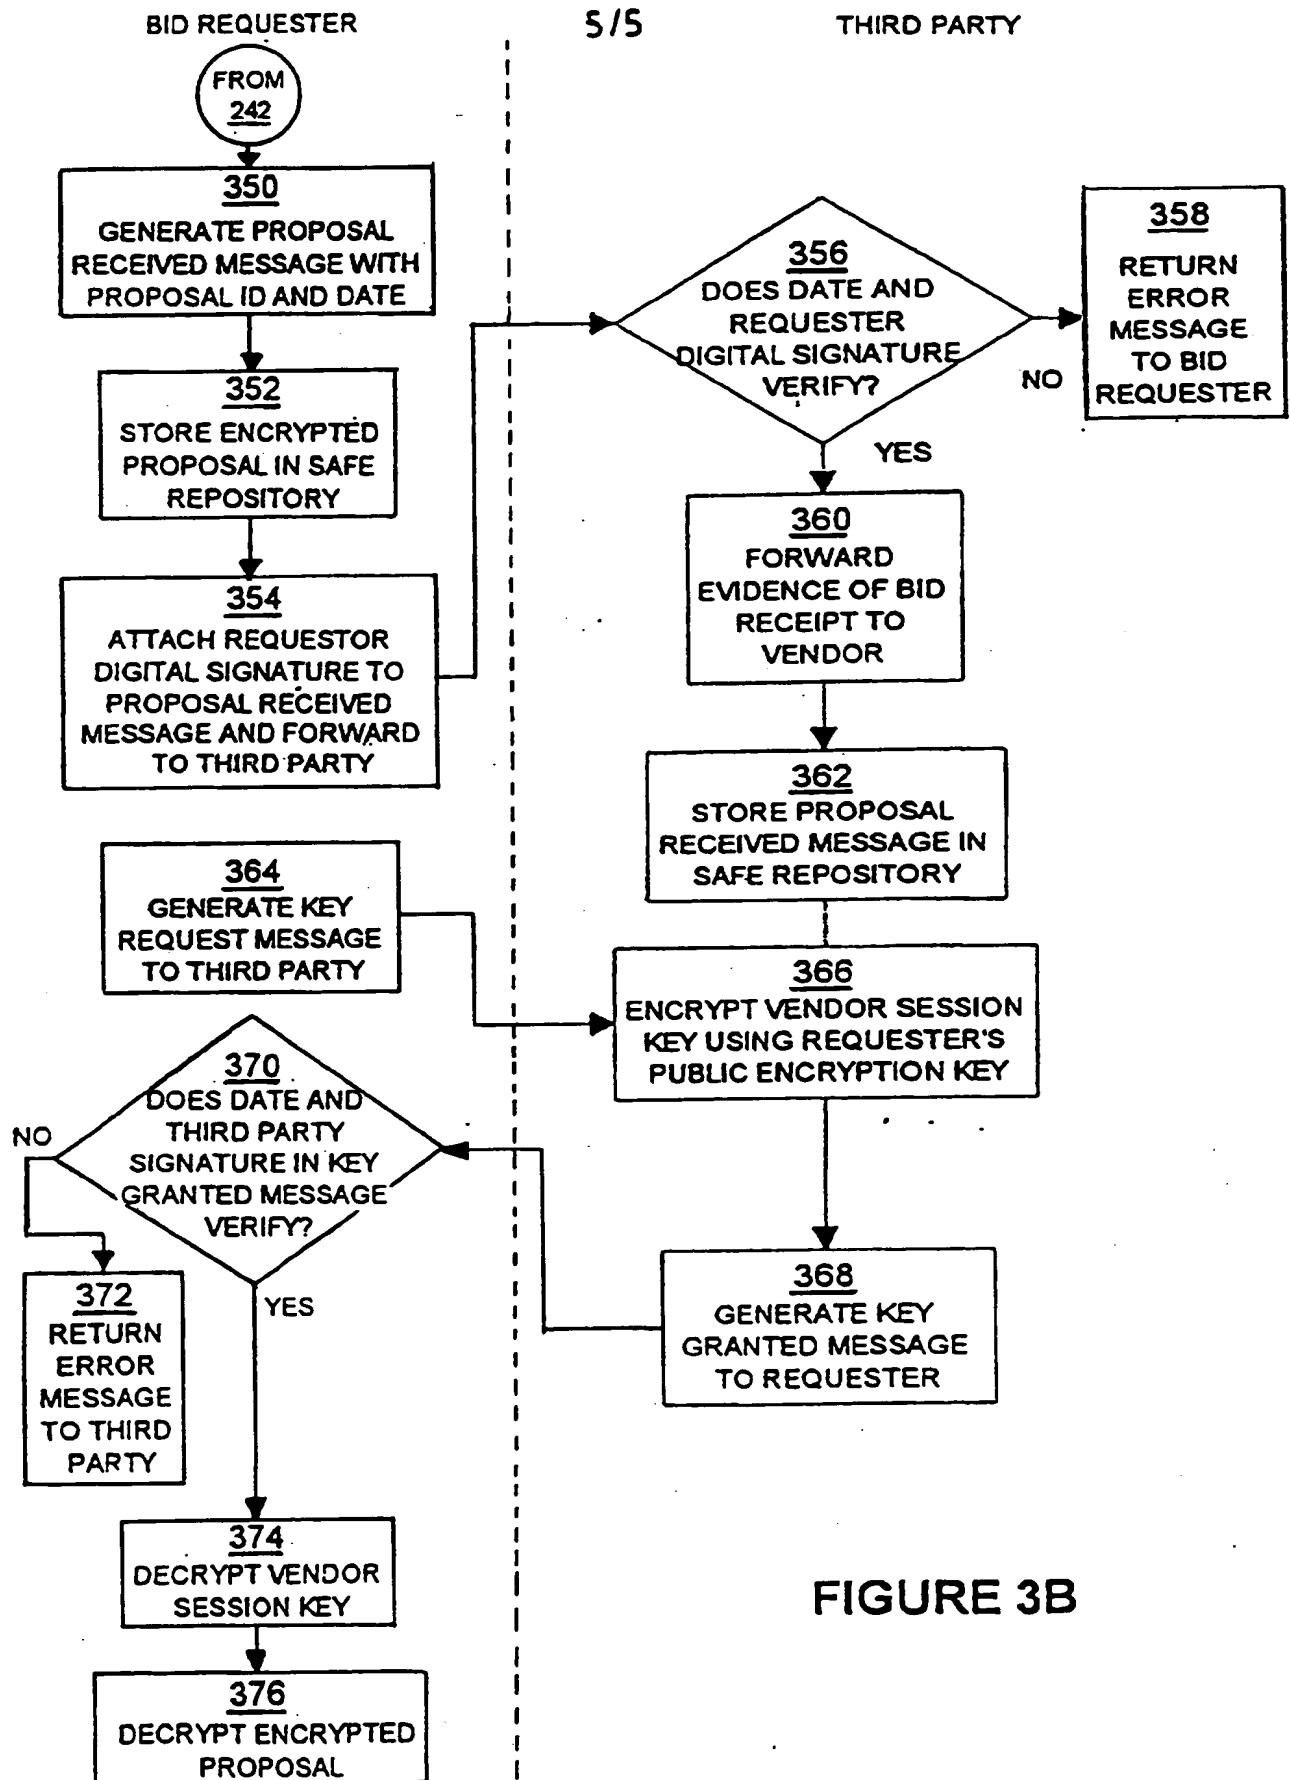 BID REQUESTER
5/5
THIRD PARTY
FROM
242
350
GENERATE PROPOSAL
RECEIVED MESSAGE WITH
PROPOSAL ID AND DATE
352
STORE ENCRYPTED
PROPOSAL IN SAFE
REPOSITORY
354
ATTACH REQUESTOR
DIGITAL SIGNATURE TO
PROPOSAL RECEIVED
MESSAGE AND FORWARD
TO THIRD PARTY
356
DOES DATE AND
REQUESTER
DIGITAL SIGNATURE
VERIFY?
NO
358
RETURN
ERROR
MESSAGE
TO BID
REQUESTER
YES
360
FORWARD
EVIDENCE OF BID
RECEIPT TO
VENDOR
362
STORE PROPOSAL
RECEIVED MESSAGE IN
SAFE REPOSITORY
364
GENERATE KEY
REQUEST MESSAGE
TO THIRD PARTY
366
ENCRYPT VENDOR SESSION
KEY USING REQUESTER'S
PUBLIC ENCRYPTION KEY
368
GENERATE KEY
GRANTED MESSAGE
TO REQUESTER
370
DOES DATE AND
THIRD PARTY
SIGNATURE IN KEY
GRANTED MESSAGE
VERIFY?
NO
372
RETURN
ERROR
MESSAGE
TO THIRD
PARTY
YES
374
DECRYPT VENDOR
SESSION KEY
376
DECRYPT ENCRYPTED
PROPOSAL
FIGURE 3B